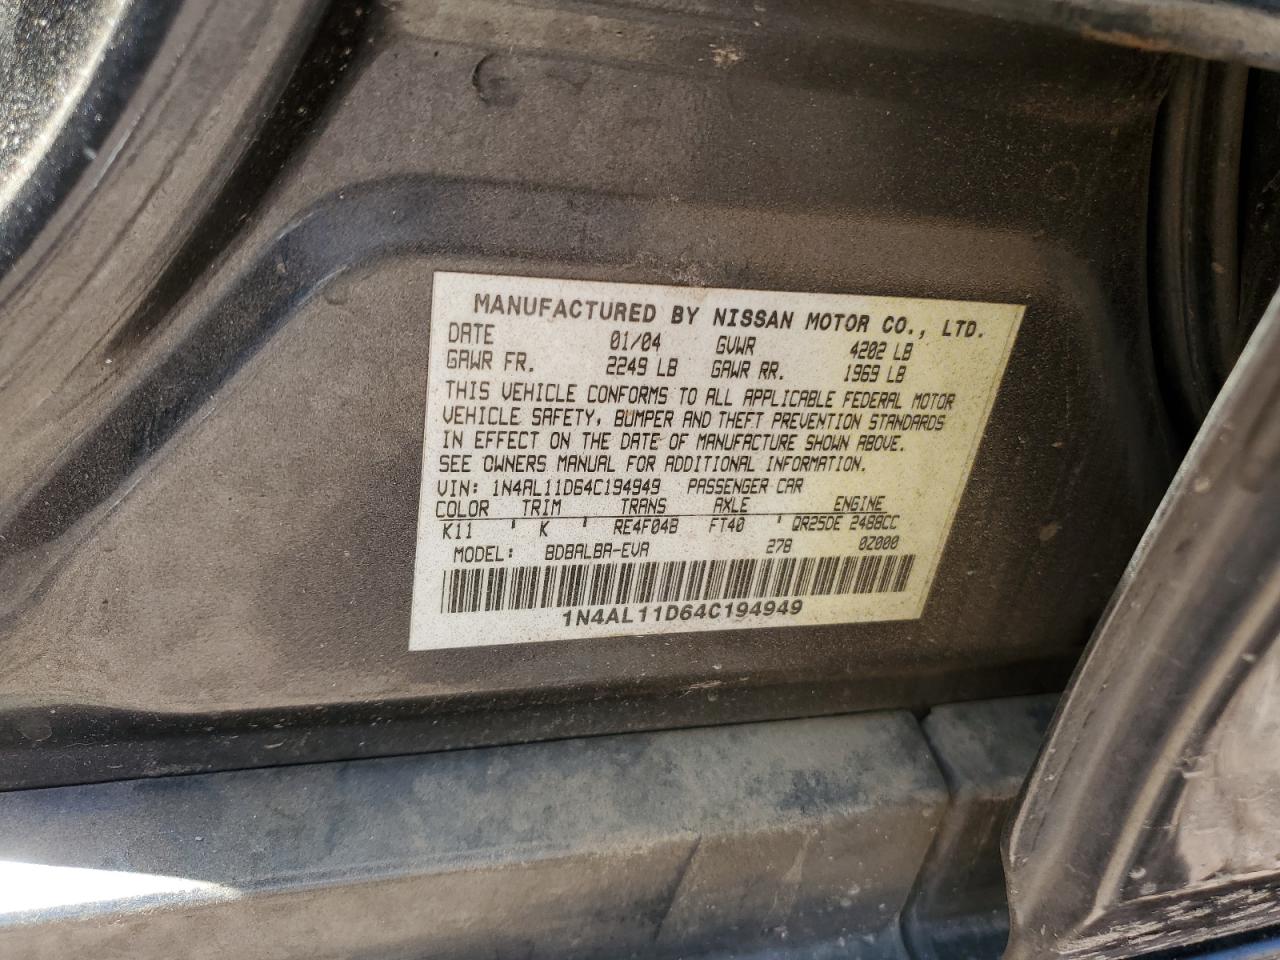 MANUFACTURED BY NISSAN MOTOR CO., LTD.
DATE 01/04 GVWR 4202 LB
GAWR FR. 2249 LB GAWR RR. 1969 LB
THIS VEHICLE CONFORMS TO ALL APPLICABLE FEDERAL MOTOR
VEHICLE SAFETY, BUMPER AND THEFT PREVENTION STANDARDS
IN EFFECT ON THE DATE OF MANUFACTURE SHOWN ABOVE.
SEE OWNERS MANUAL FOR ADDITIONAL INFORMATION.
VIN: 1N4AL11D64C194949 PASSENGER CAR
COLOR TRIM TRANS AXLE ENGINE
K11 ' K ' RE4F04B FT40 ' QR25DE 2488CC
MODEL: BDBALBA-EVA 27B 0Z000
1N4AL11D64C194949